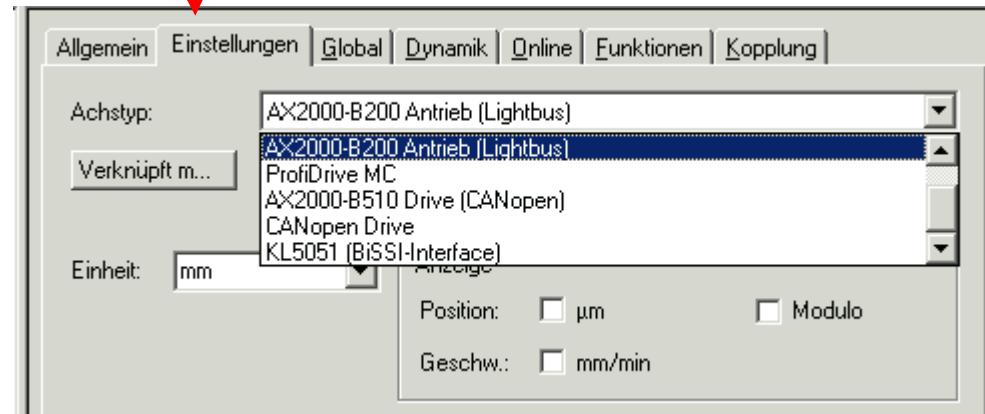 Allgemein Einstellungen Global Dynamik Online Funktionen Kopplung
Achstyp: AX2000-B200 Antrieb (Lightbus)
AX2000-B200 Antrieb (Lightbus)
Verknüpft m... ProfiDrive MC
AX2000-B510 Drive (CANopen)
CANopen Drive
KL5051 (BiSSI-Interface)
Einheit: mm Anzeige
Position: µm Modulo
Geschw.: mm/min